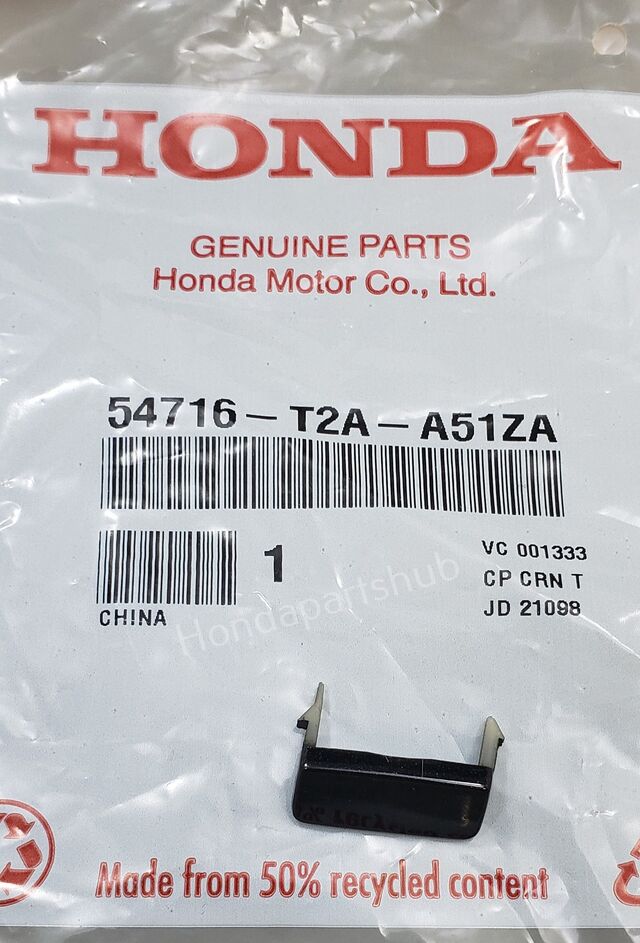 HONDA
GENUINE PARTS
Honda Motor Co., Ltd.
54716 – T2A – A51ZA
1
VC 001333
CP CRN T
JD 21098
CHINA
Hondapartshub
Made from 50% recycled content